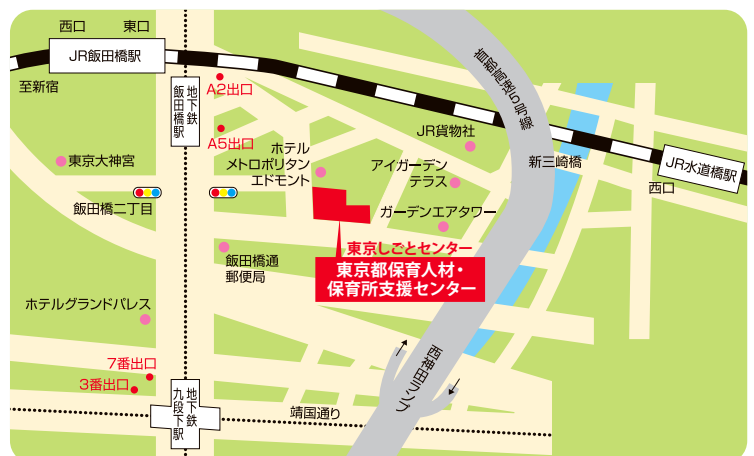 西口
東口
JR飯田橋駅
至新宿
地下鉄
飯田橋駅
A2出口
A5出口
首都高速5号線
JR貨物社
ホテル
メトロポリタン
エドモント
アイガーデン
テラス
新三崎橋
JR水道橋駅
西口
東京大神宮
飯田橋二丁目
ガーデンエアタワー
東京しごとセンター
東京都保育人材・
保育所支援センター
飯田橋通
郵便局
ホテルグランドパレス
7番出口
3番出口
地下鉄
九段下駅
靖国通り
西神田ランプ